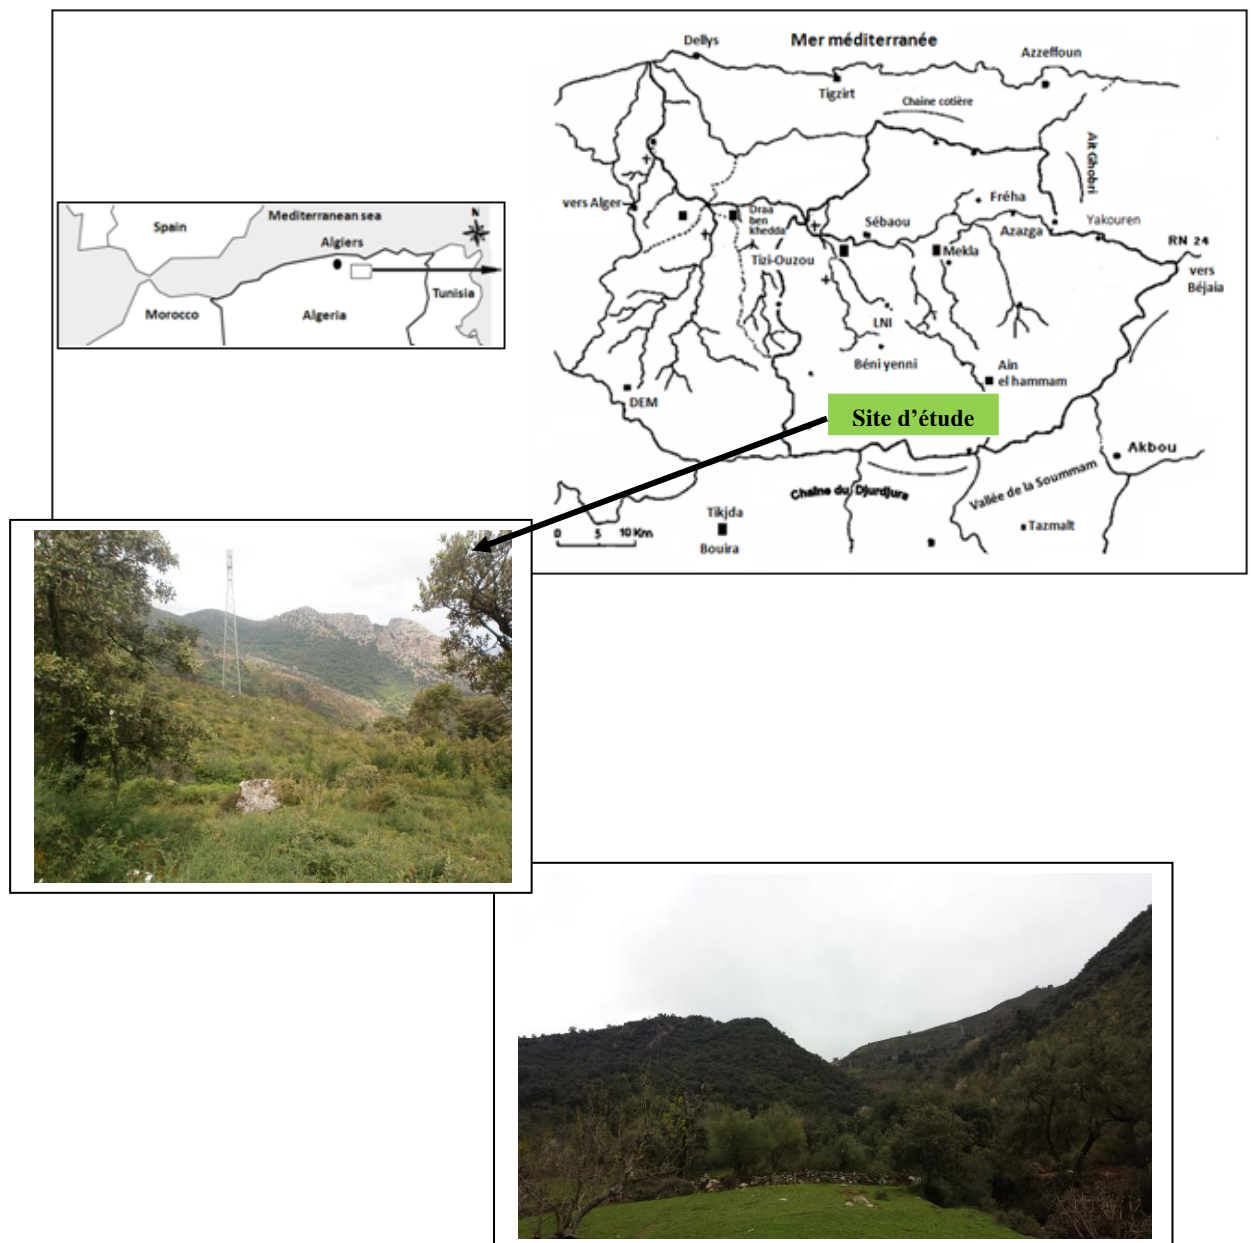 Spain
Mediterranean sea
N
Algiers
Morocco
Algeria
Tunisia
Dellys
Mer méditerranée
Azzeffoun
Tigzirt
Chaine cotière
Ait Ghobri
vers Alger
Draa
ben
khedda
Fréha
Sébaou
Azazga
Yakouren
RN 24
vers
Béjaia
Tizi-Ouzou
Mekla
LNI
Béni yenni
Ain
el hammam
DEM
Site d’étude
Akbou
Chaîne du Djurdjura
Vallée de la Soummam
Tikjda
Tazmalt
0 5 10 Km
Bouira